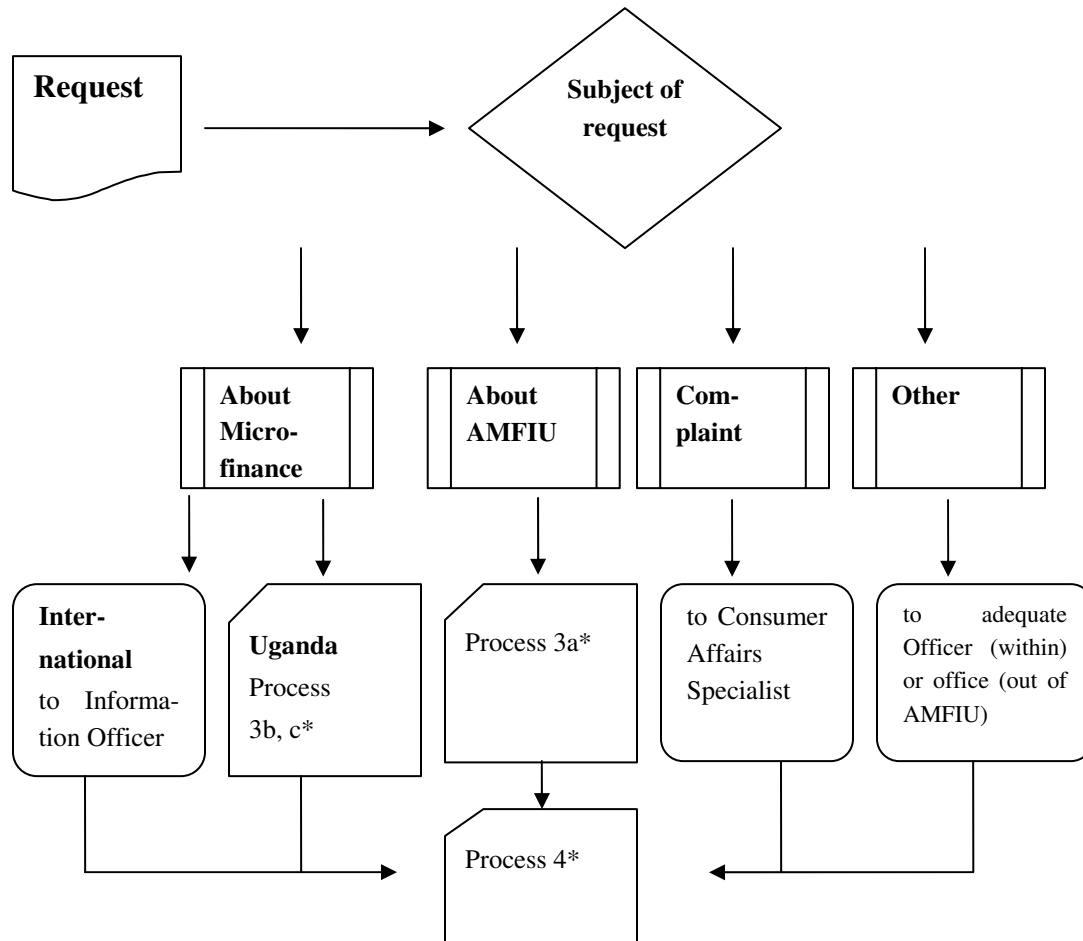 Request
Subject of
request
About
Micro-
finance
About
AMFIU
Com-
plaint
Other
Inter-
national
to Informa-
tion Officer
Uganda
Process
3b, c*
Process 3a*
to Consumer
Affairs
Specialist
to adequate
Officer (within)
or office (out of
AMFIU)
Process 4*